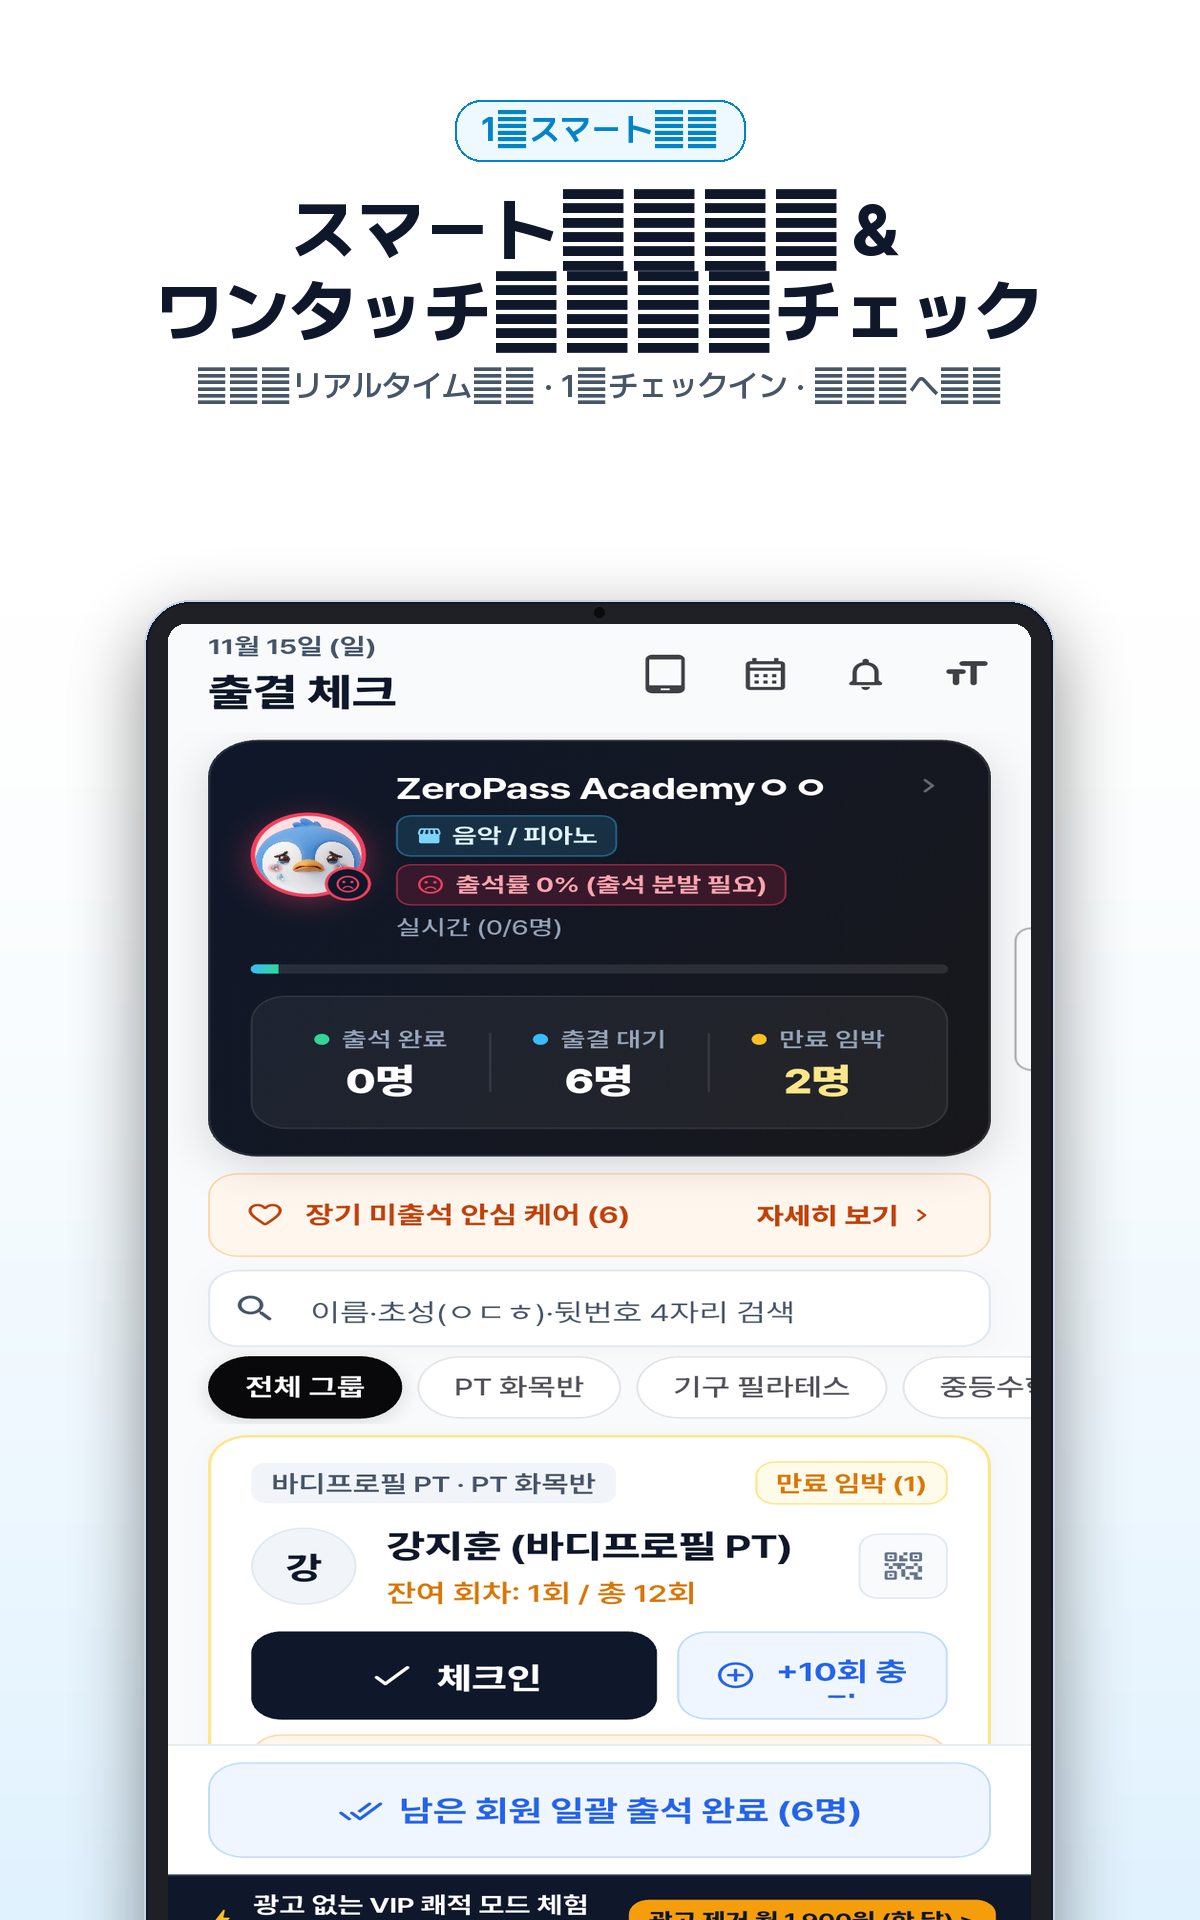 1スマート
スマート &
ワンタッチ チェック
リアルタイム · 1 チェックイン · へ
11월 15일 (일)
출결 체크
ZeroPass Academyㅇㅇ
음악 / 피아노
출석률 0% (출석 분발 필요)
실시간 (0/6명)
출석 완료
0명
출결 대기
6명
만료 임박
2명
장기 미출석 안심 케어 (6)
자세히 보기 >
이름·초성(ㅇㄷㅎ)·뒷번호 4자리 검색
전체 그룹
PT 화목반
기구 필라테스
중등수
바디프로필 PT · PT 화목반
만료 임박 (1)
강
강지훈 (바디프로필 PT)
잔여 회차: 1회 / 총 12회
체크인
+10회 충
남은 회원 일괄 출석 완료 (6명)
광고 없는 VIP 쾌적 모드 체험